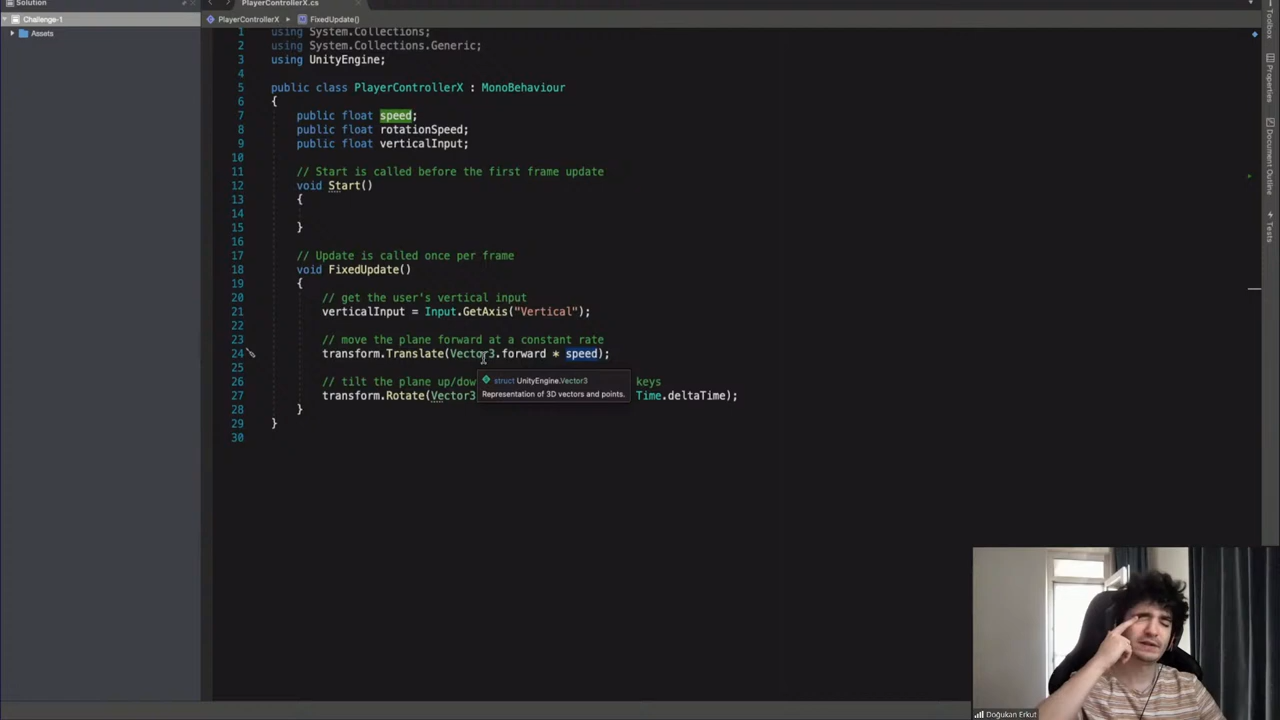 Solution
PlayerControllerX.cs
Challenge-1
PlayerControllerX
FixedUpdate()
Assets
1 using System.Collections;
2 using System.Collections.Generic;
3 using UnityEngine;
4
5 public class PlayerControllerX : MonoBehaviour
6 {
7 public float speed;
8 public float rotationSpeed;
9 public float verticalInput;
10
11 // Start is called before the first frame update
12 void Start()
13 {
14
15 }
16
17 // Update is called once per frame
18 void FixedUpdate()
19 {
20 // get the user's vertical input
21 verticalInput = Input.GetAxis("Vertical");
22
23 // move the plane forward at a constant rate
24 transform.Translate(Vector3.forward * speed);
25
26 // tilt the plane up/dow keys
struct UnityEngine.Vector3
Representation of 3D vectors and points.
27 transform.Rotate(Vector3 Time.deltaTime);
28 }
29 }
30
Toolbox
Properties
Document Outline
Tests
Doğukan Erkut